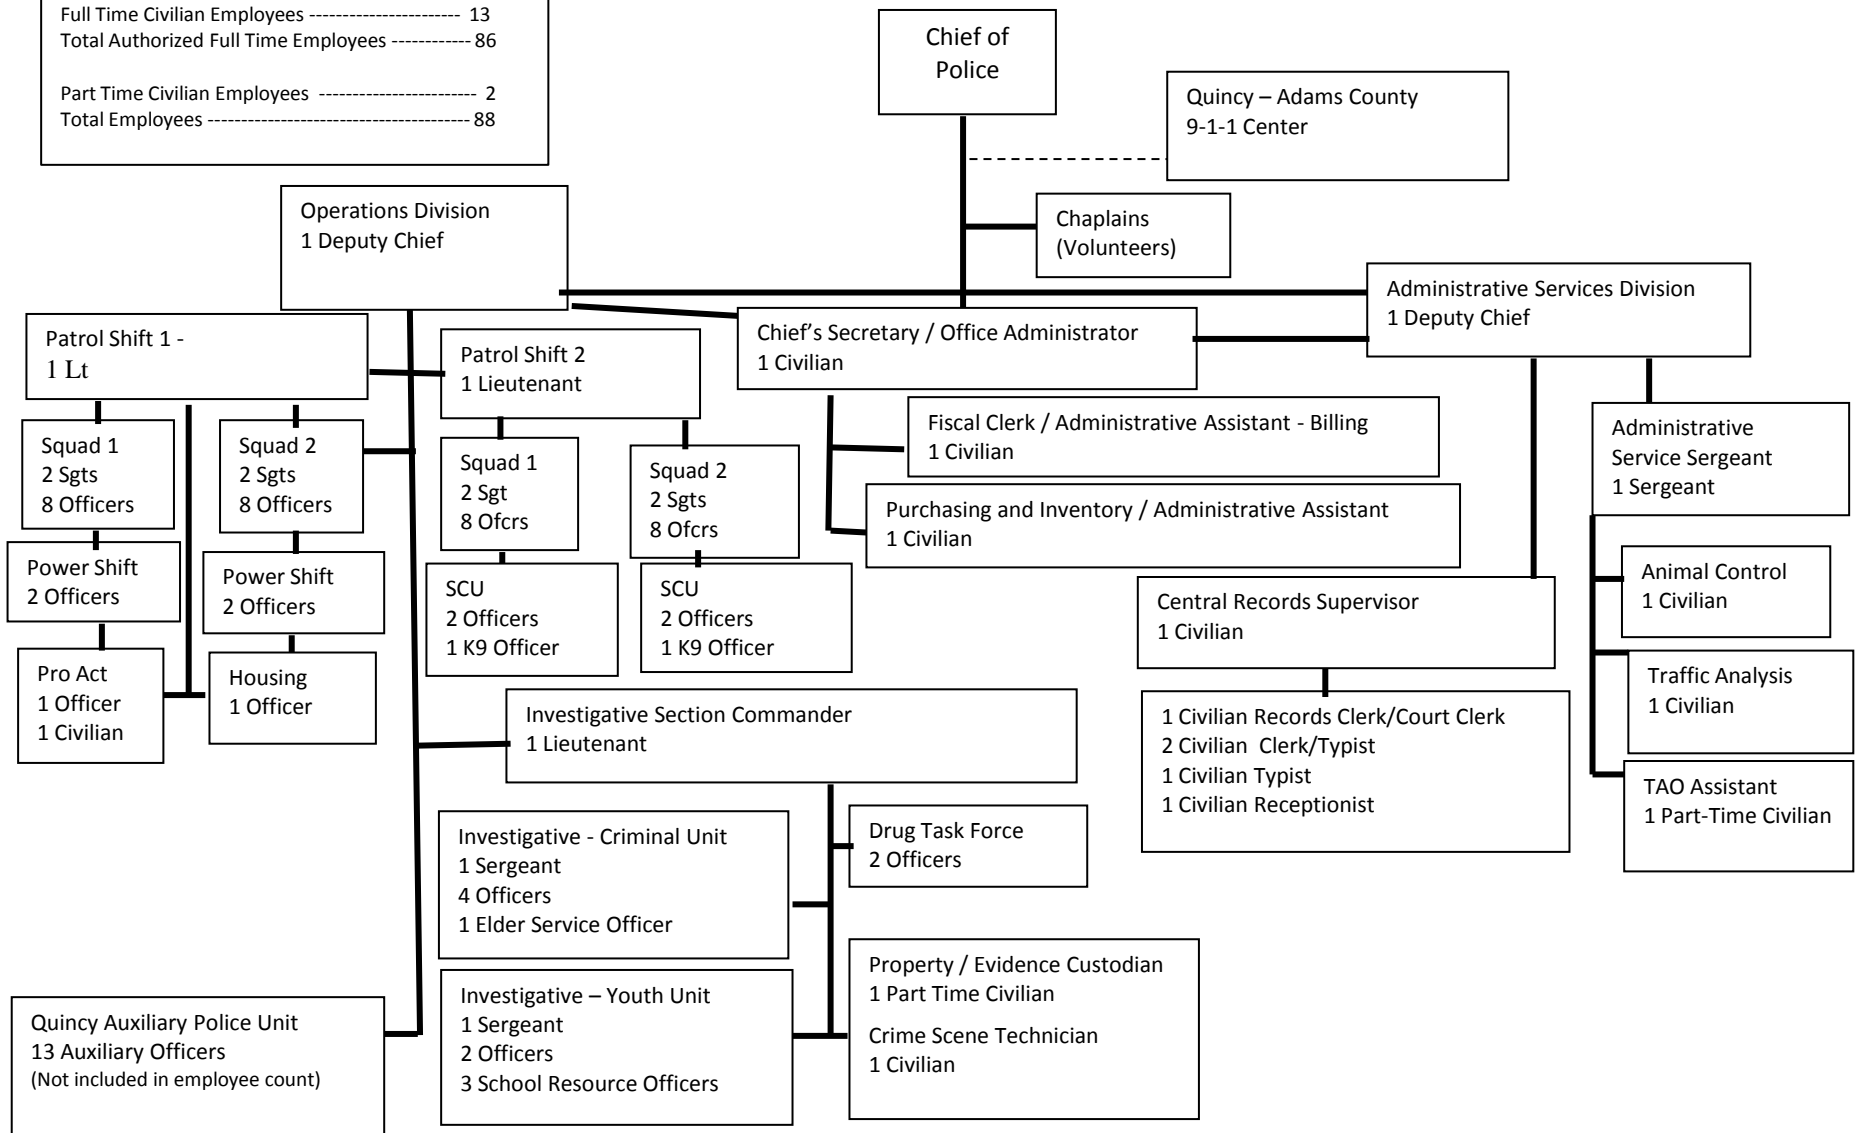 Full Time Civilian Employees ----------------------- 13
Total Authorized Full Time Employees ------------ 86
Part Time Civilian Employees ------------------------ 2
Total Employees ---------------------------------------- 88
Chief of
Police
Quincy – Adams County
9-1-1 Center
Operations Division
1 Deputy Chief
Chaplains
(Volunteers)
Administrative Services Division
1 Deputy Chief
Chief’s Secretary / Office Administrator
1 Civilian
Patrol Shift 1 -
1 Lt
Patrol Shift 2
1 Lieutenant
Squad 1
2 Sgts
8 Officers
Squad 2
2 Sgts
8 Officers
Squad 1
2 Sgt
8 Ofcrs
Squad 2
2 Sgts
8 Ofcrs
Fiscal Clerk / Administrative Assistant - Billing
1 Civilian
Purchasing and Inventory / Administrative Assistant
1 Civilian
Administrative
Service Sergeant
1 Sergeant
Power Shift
2 Officers
Power Shift
2 Officers
SCU
2 Officers
1 K9 Officer
SCU
2 Officers
1 K9 Officer
Central Records Supervisor
1 Civilian
Animal Control
1 Civilian
Pro Act
1 Officer
1 Civilian
Housing
1 Officer
Traffic Analysis
1 Civilian
Investigative Section Commander
1 Lieutenant
1 Civilian Records Clerk/Court Clerk
2 Civilian  Clerk/Typist
1 Civilian Typist
1 Civilian Receptionist
TAO Assistant
1 Part-Time Civilian
Investigative - Criminal Unit
1 Sergeant
4 Officers
1 Elder Service Officer
Drug Task Force
2 Officers
Property / Evidence Custodian
1 Part Time Civilian
Crime Scene Technician
1 Civilian
Investigative – Youth Unit
1 Sergeant
2 Officers
3 School Resource Officers
Quincy Auxiliary Police Unit
13 Auxiliary Officers
(Not included in employee count)